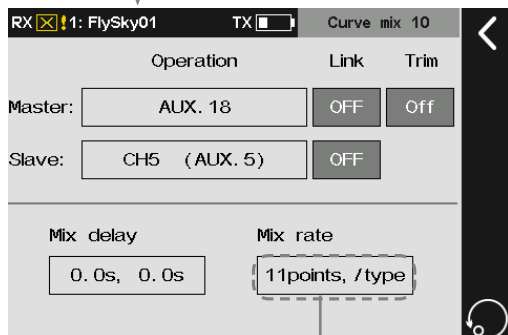 RX !1: FlySky01 TX Curve mix 10
Operation Link Trim
Master: AUX. 18 OFF Off
Slave: CH5 (AUX. 5) OFF
Mix delay Mix rate
0. 0s, 0. 0s 11points, /type